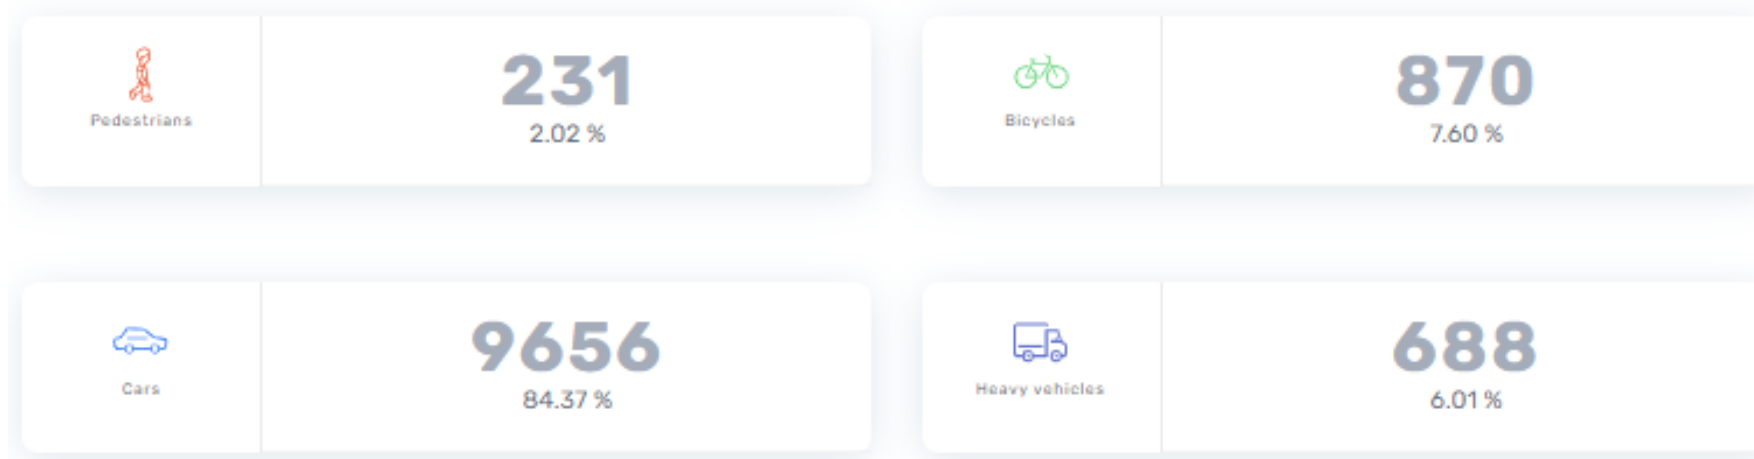 231
Pedestrians
2.02 %
870
Bicycles
7.60 %
9656
Cars
84.37 %
688
Heavy vehicles
6.01 %